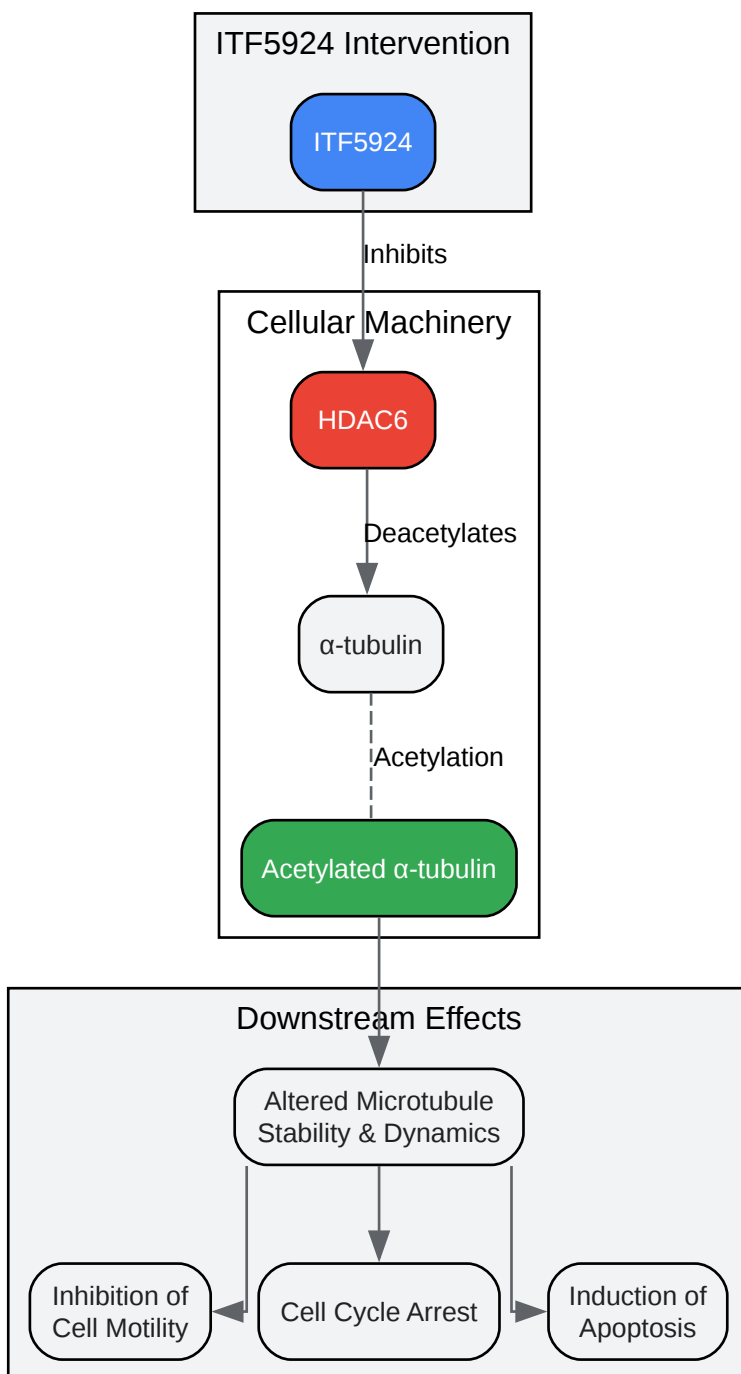 ITF5924 Intervention
ITF5924
Inhibits
Cellular Machinery
HDAC6
Deacetylates
α-tubulin
Acetylation
Acetylated α-tubulin
Downstream Effects
Altered Microtubule
Stability & Dynamics
Inhibition of
Cell Motility
Cell Cycle Arrest
Induction of
Apoptosis